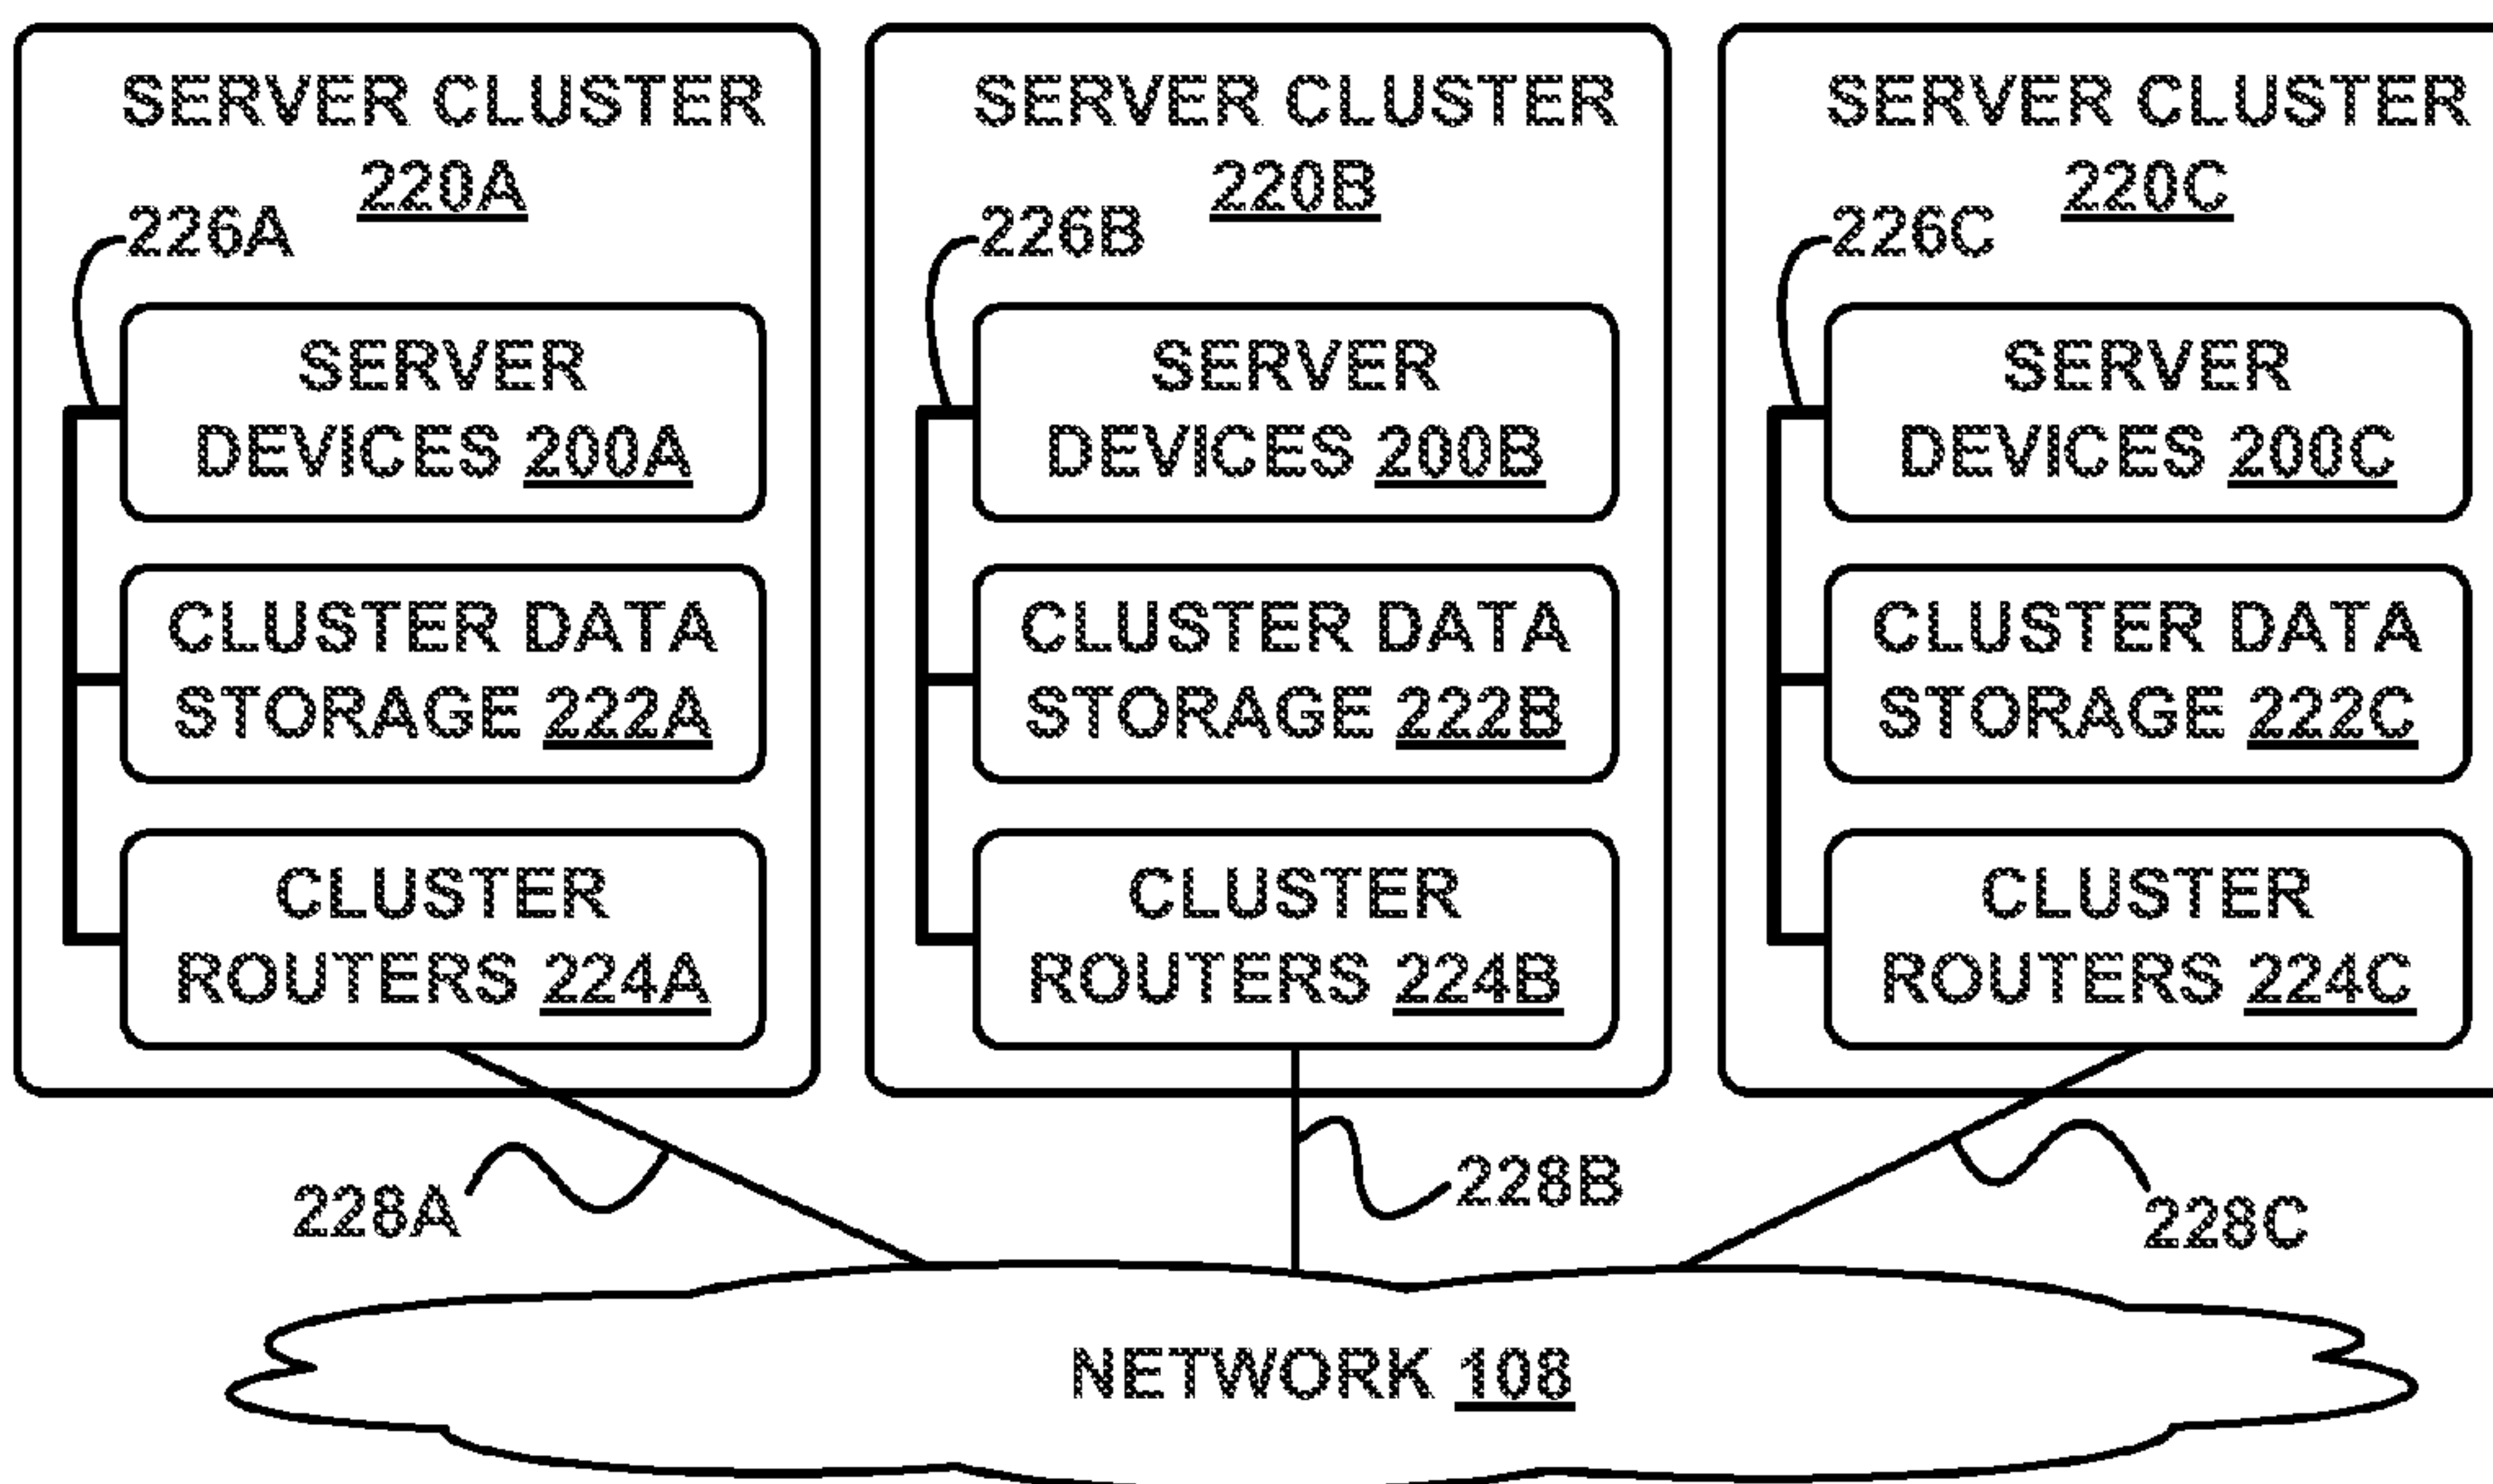 SERVER CLUSTER
220A
226A
SERVER
DEVICES 200A
CLUSTER DATA
STORAGE 222A
CLUSTER
ROUTERS 224A
SERVER CLUSTER
220B
226B
SERVER
DEVICES 200B
CLUSTER DATA
STORAGE 222B
CLUSTER
ROUTERS 224B
SERVER CLUSTER
220C
226C
SERVER
DEVICES 200C
CLUSTER DATA
STORAGE 222C
CLUSTER
ROUTERS 224C
228A
228B
228C
NETWORK 108